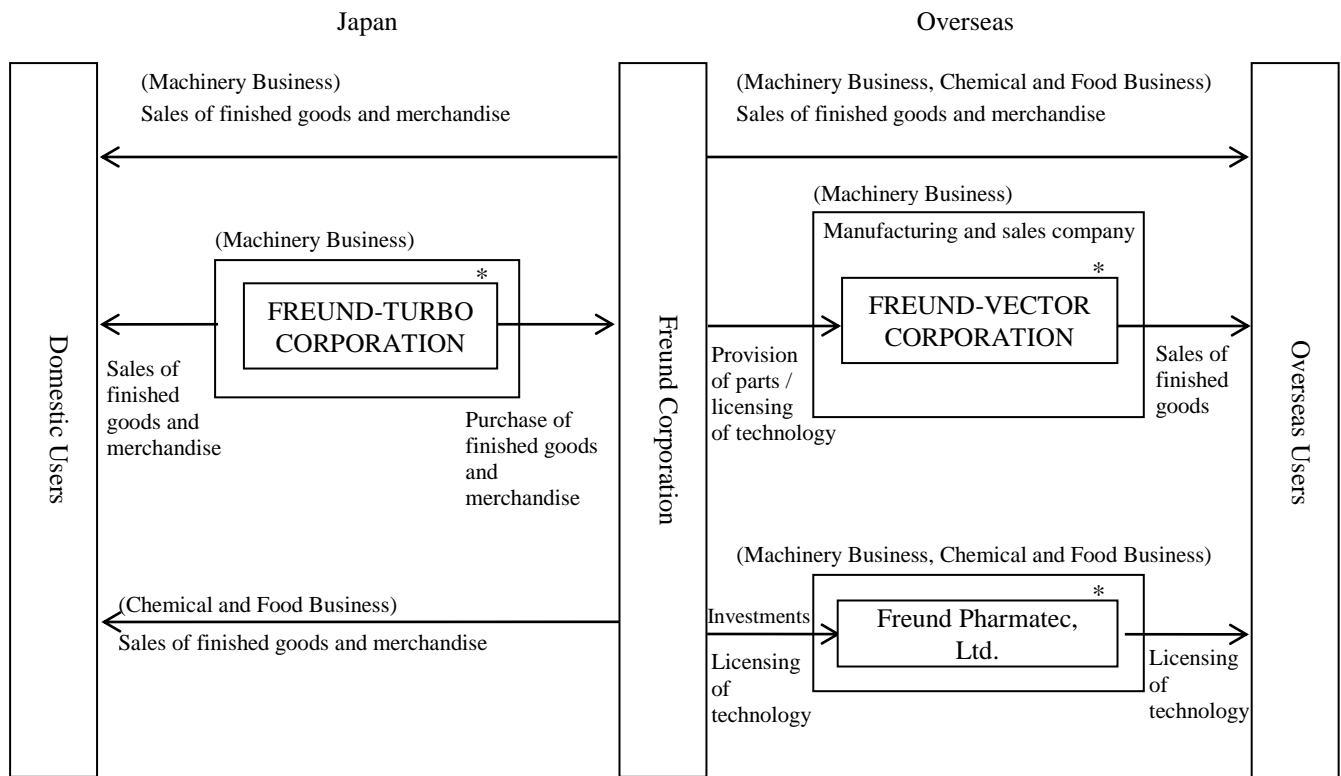 Japan
Overseas
Domestic Users
Freund Corporation
Overseas Users
(Machinery Business)
Sales of finished goods and merchandise
(Machinery Business, Chemical and Food Business)
Sales of finished goods and merchandise
(Machinery Business)
*
FREUND-TURBO
CORPORATION
Sales of
finished
goods and
merchandise
Purchase of
finished goods
and
merchandise
(Machinery Business)
Manufacturing and sales company
*
FREUND-VECTOR
CORPORATION
Provision
of parts /
licensing
of technology
Sales of
finished
goods
(Chemical and Food Business)
Sales of finished goods and merchandise
(Machinery Business, Chemical and Food Business)
*
Investments
Freund Pharmatec,
Ltd.
Licensing
of
technology
Licensing
of
technology